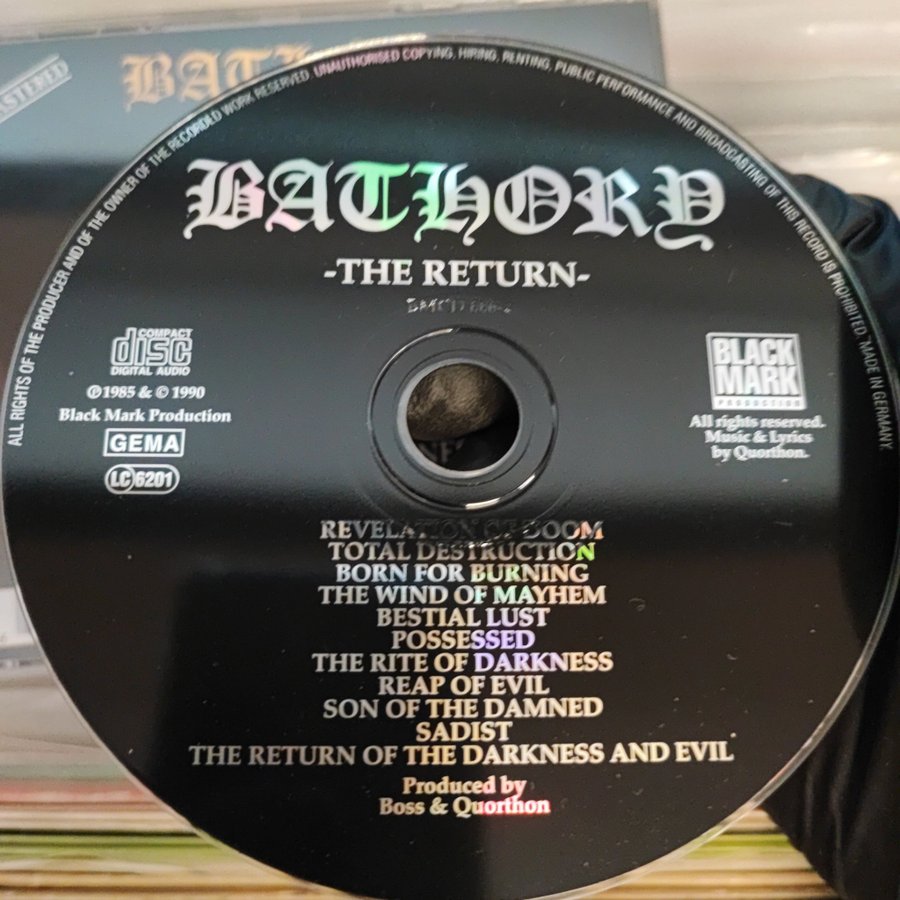 BATHORY
ALL RIGHTS OF THE PRODUCER AND OF THE OWNER OF THE RECORDED WORK RESERVED. UNAUTHORISED COPYING, HIRING, RENTING, PUBLIC PERFORMANCE AND BROADCASTING OF THIS RECORD IS PROHIBITED. MADE IN GERMANY.
-THE RETURN-
COMPACT
disc
DIGITAL AUDIO
℗1985 & © 1990
Black Mark Production
GEMA
LC 6201
BLACK
MARK
PRODUCTION
All rights reserved.
Music & Lyrics
by Quorthon.
REVELATION OF DOOM
TOTAL DESTRUCTION
BORN FOR BURNING
THE WIND OF MAYHEM
BESTIAL LUST
POSSESSED
THE RITE OF DARKNESS
REAP OF EVIL
SON OF THE DAMNED
SADIST
THE RETURN OF THE DARKNESS AND EVIL
Produced by
Boss & Quorthon